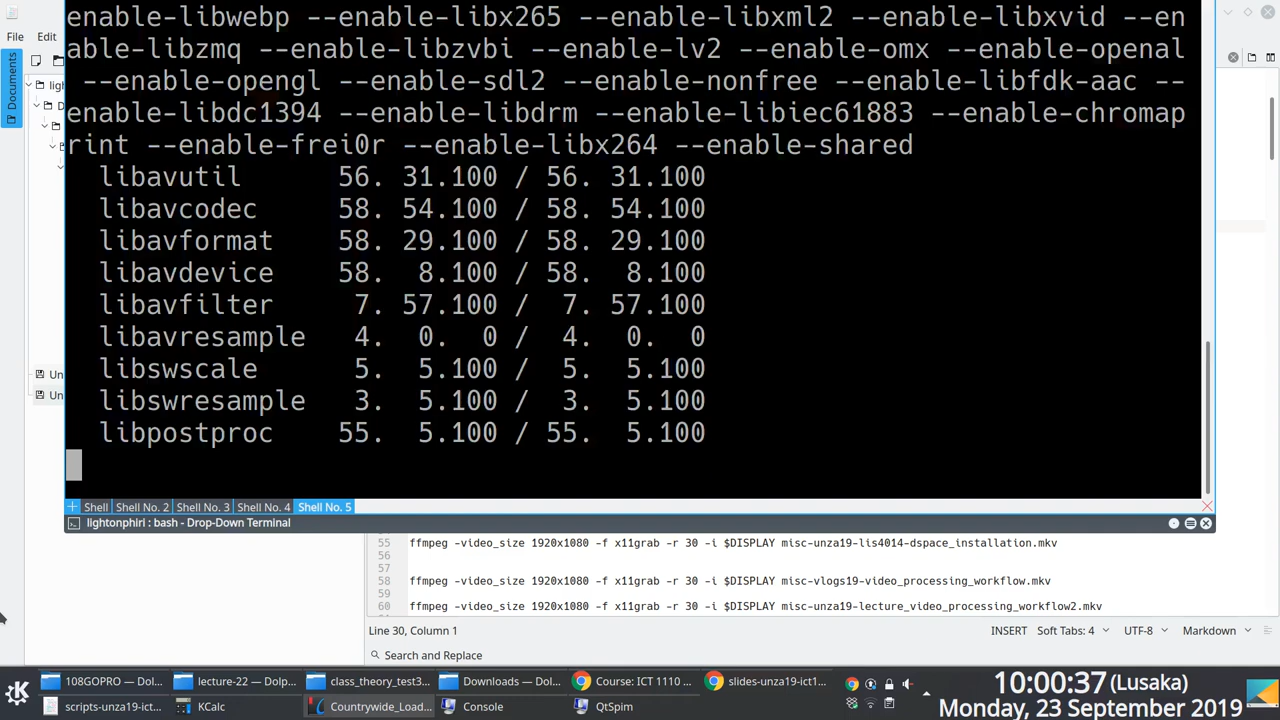 enable-libwebp --enable-libx265 --enable-libxml2 --enable-libxvid --en
able-libzmq --enable-libzvbi --enable-lv2 --enable-omx --enable-openal
--enable-opengl --enable-sdl2 --enable-nonfree --enable-libfdk-aac --
enable-libdc1394 --enable-libdrm --enable-libiec61883 --enable-chromap
rint --enable-frei0r --enable-libx264 --enable-shared
libavutil 56. 31.100 / 56. 31.100
libavcodec 58. 54.100 / 58. 54.100
libavformat 58. 29.100 / 58. 29.100
libavdevice 58. 8.100 / 58. 8.100
libavfilter 7. 57.100 / 7. 57.100
libavresample 4. 0. 0 / 4. 0. 0
libswscale 5. 5.100 / 5. 5.100
libswresample 3. 5.100 / 3. 5.100
libpostproc 55. 5.100 / 55. 5.100
File Edit
Documents
ligh
D
Un
Un
Shell Shell No. 2 Shell No. 3 Shell No. 4 Shell No. 5
lightonphiri : bash - Drop-Down Terminal
55 ffmpeg -video_size 1920x1080 -f x11grab -r 30 -i $DISPLAY misc-unza19-lis4014-dspace_installation.mkv
56
57
58 ffmpeg -video_size 1920x1080 -f x11grab -r 30 -i $DISPLAY misc-vlogs19-video_processing_workflow.mkv
59
60 ffmpeg -video_size 1920x1080 -f x11grab -r 30 -i $DISPLAY misc-unza19-lecture_video_processing_workflow2.mkv
Line 30, Column 1 INSERT Soft Tabs: 4 UTF-8 Markdown
Search and Replace
108GOPRO — Dol... lecture-22 — Dolp... class_theory_test3... Downloads — Dol... Course: ICT 1110 ... slides-unza19-ict1...
scripts-unza19-ict... KCalc Countrywide_Load... Console QtSpim
10:00:37 (Lusaka)
Monday, 23 September 2019